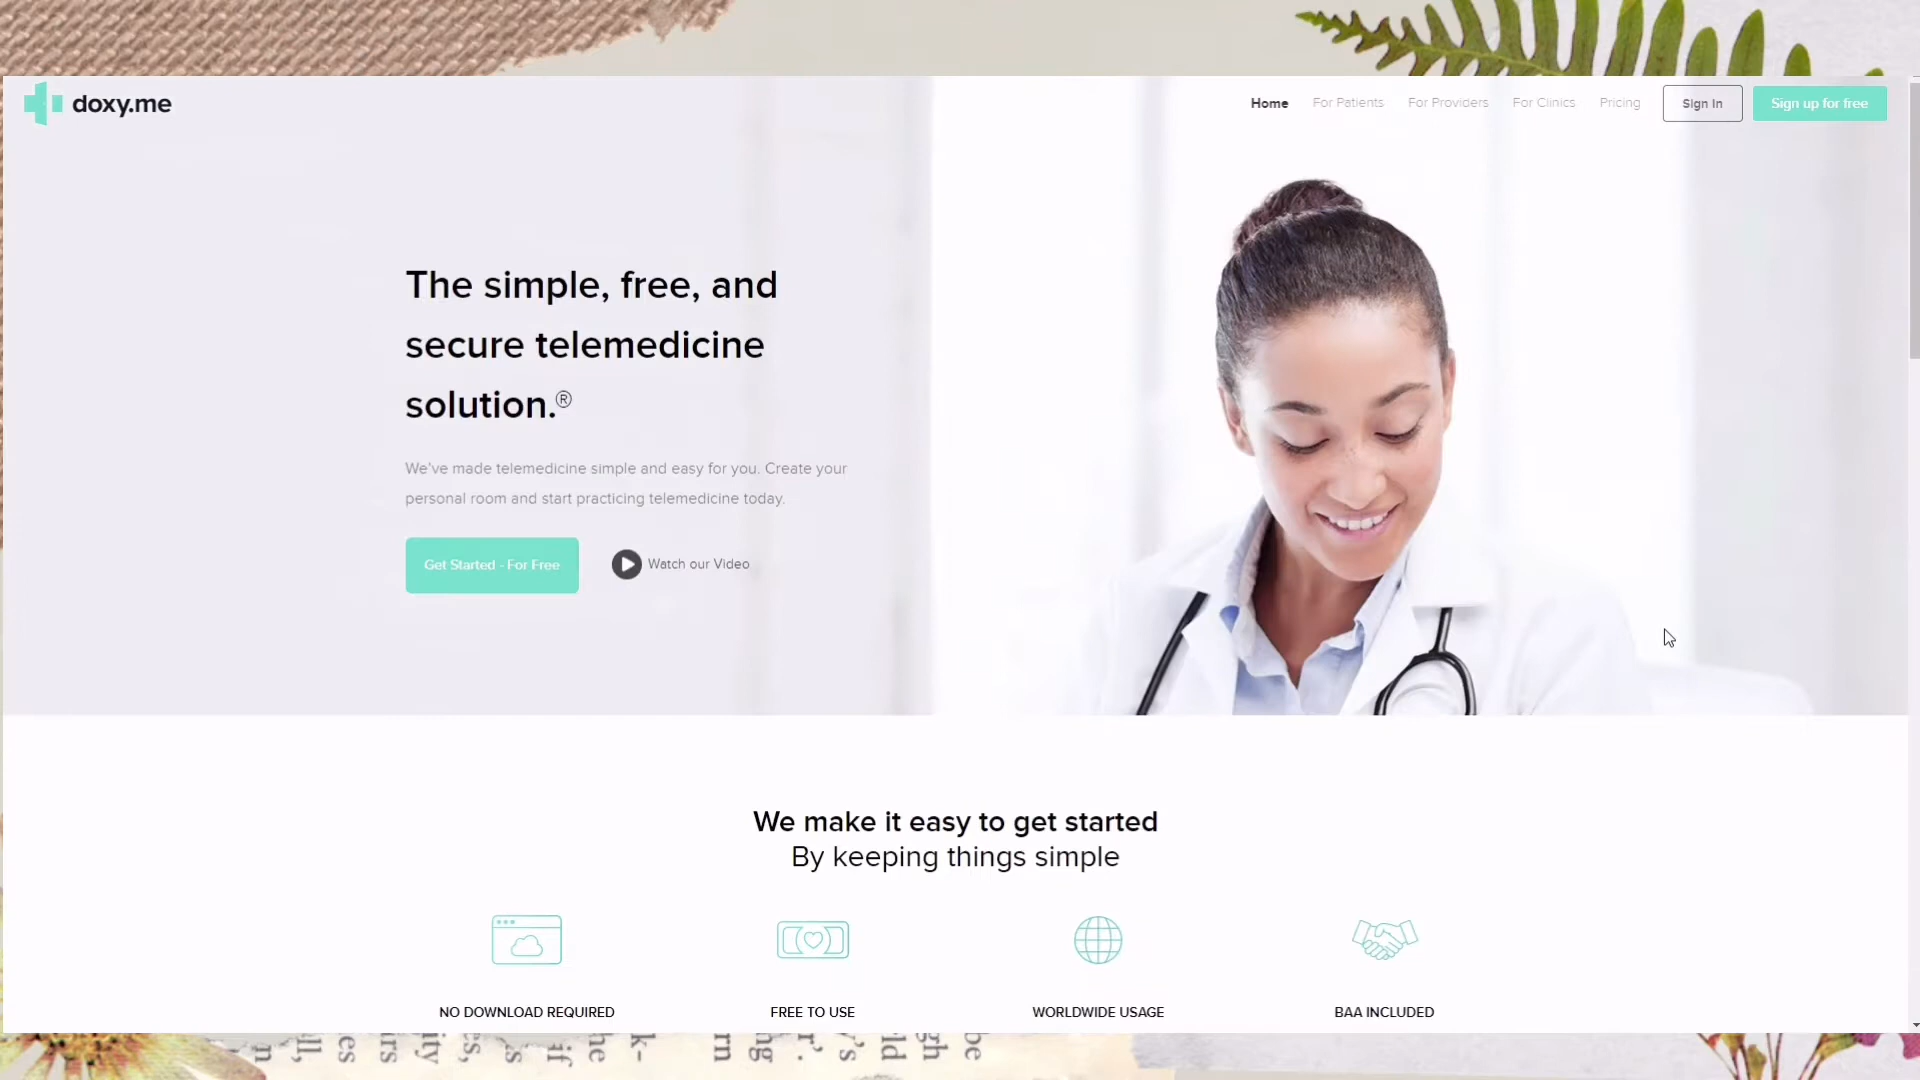 doxy.me
Home For Patients For Providers For Clinics Pricing Sign In Sign up for free
The simple, free, and
secure telemedicine
solution.®
We've made telemedicine simple and easy for you. Create your
personal room and start practicing telemedicine today.
Get Started - For Free
Watch our Video
We make it easy to get started
By keeping things simple
NO DOWNLOAD REQUIRED
FREE TO USE
WORLDWIDE USAGE
BAA INCLUDED